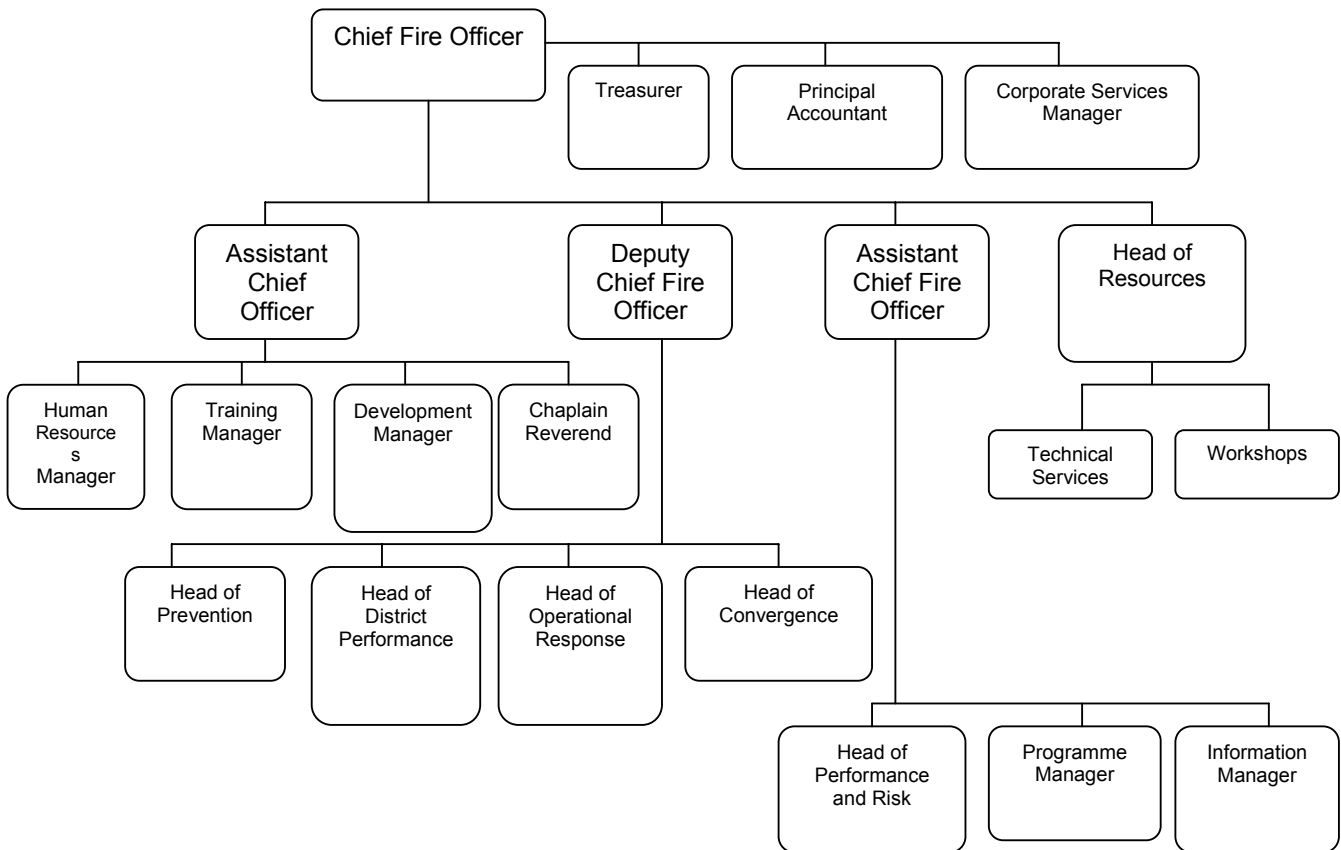 Chief Fire Officer
Treasurer
Principal
Accountant
Corporate Services
Manager
Assistant
Chief
Officer
Deputy
Chief Fire
Officer
Assistant
Chief Fire
Officer
Head of
Resources
Human
Resource
s
Manager
Training
Manager
Development
Manager
Chaplain
Reverend
Technical
Services
Workshops
Head of
Prevention
Head of
District
Performance
Head of
Operational
Response
Head of
Convergence
Head of
Performance
and Risk
Programme
Manager
Information
Manager